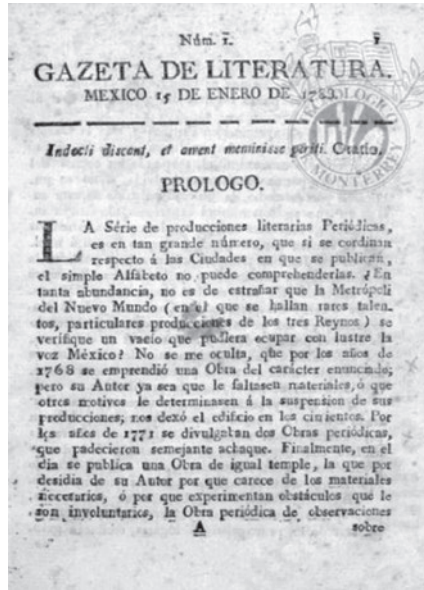 Núm. 1. 1
GAZETA DE LITERATURA.
MEXICO 15 DE ENERO DE
Indocti discant, et ament meminisse periti.
PROLOGO.
LA Série de producciones literarias Periódicas,
es en tan grande número, que si se cordinan
respecto á las Ciudades en que se publican,
el simple Alfabeto no puede comprehenderlas. ¿En
tanta abundancia, no es de estrañar que la Metrópoli
del Nuevo Mundo (en el que se hallan rares talen-
tos, particulares producciones de los tres Reynos) se
verifique un vacío que pudiera ocupar con lustre la
voz México? No se me oculta, que por los años de
1768 se emprendió una Obra del carácter enunciado;
pero su Autor ya sea que le faltasen materiales, ó que
otros motivos le determinasen á la suspension de sus
producciones; nos dexó el edificio en los cimientos. Por
los años de 1771 se divulgaban dos Obras periódicas,
que padecieron semejante achaque. Finalmente, en el
dia se publica una Obra de igual temple, la que por
desidia de su Autor por que carece de los materiales
necesarios, ó por que experimentan obstáculos que le
son involuntarios, la Obra periódica de observaciones
A sobre
TECNOLOGICO
DE MONTERREY